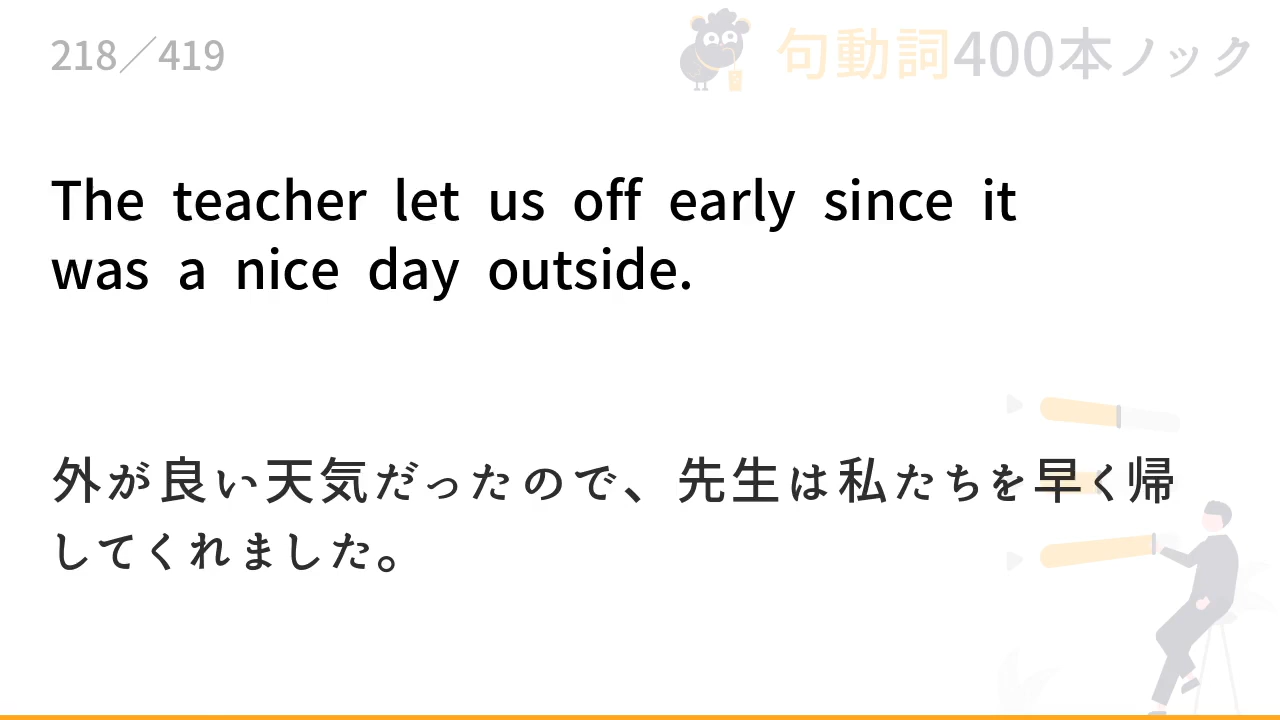 218／419
句動詞400本ノック
The teacher let us off early since it
was a nice day outside.
外が良い天気だったので、先生は私たちを早く帰
してくれました。